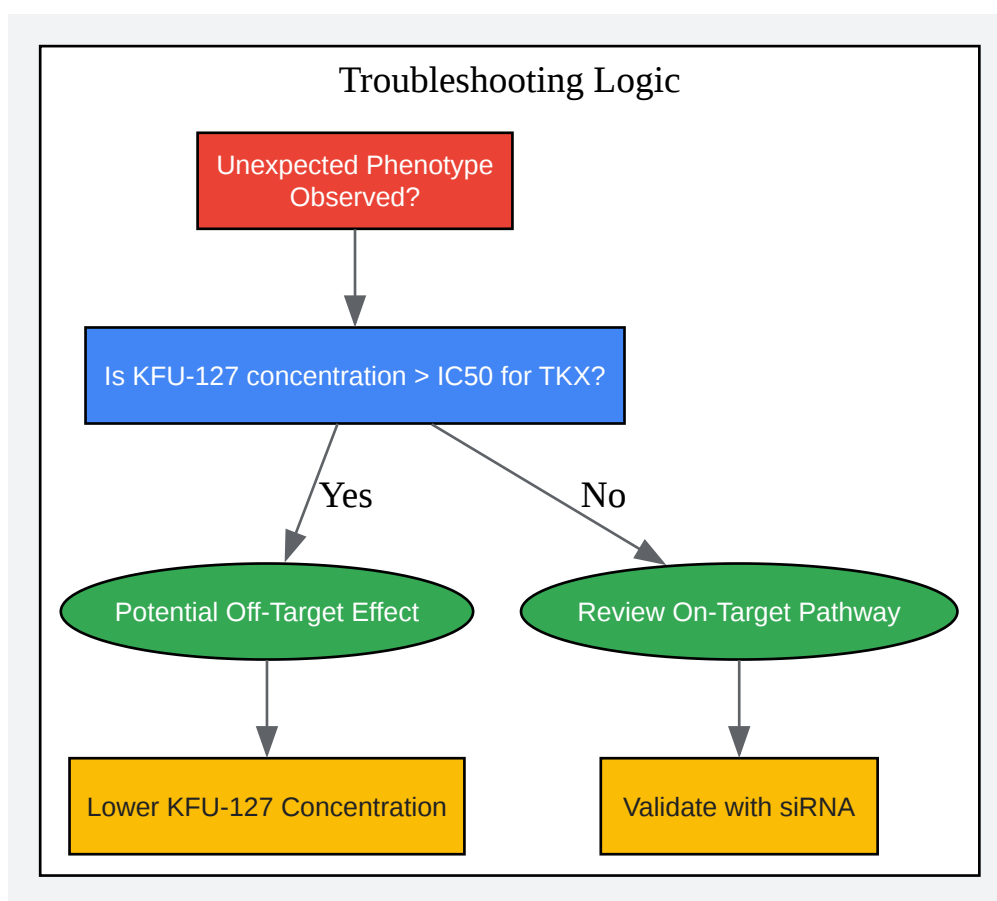 Troubleshooting Logic
Unexpected Phenotype
Observed?
Is KFU-127 concentration > IC50 for TKX?
Yes
No
Potential Off-Target Effect
Review On-Target Pathway
Lower KFU-127 Concentration
Validate with siRNA